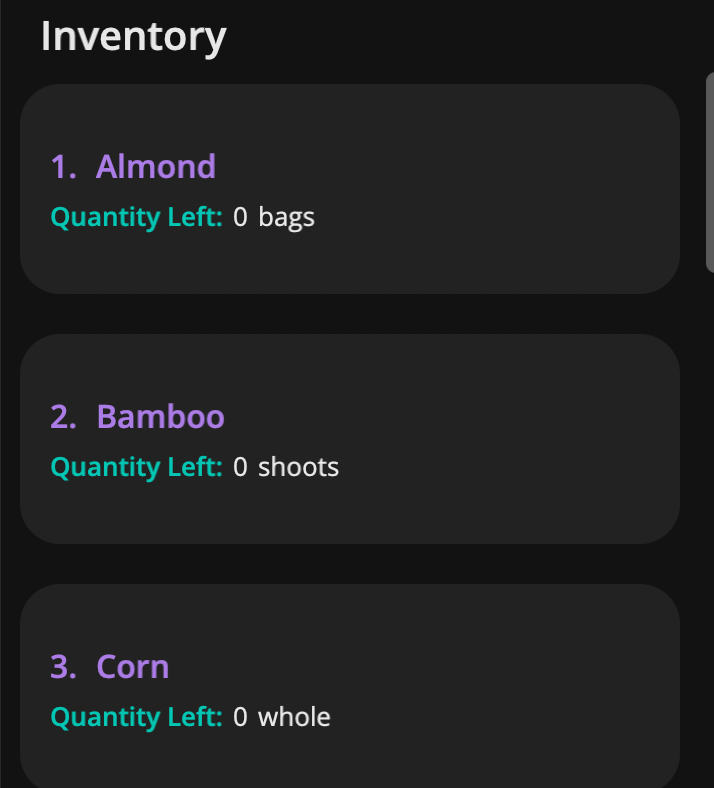 Inventory
1. Almond
Quantity Left: 0 bags
2. Bamboo
Quantity Left: 0 shoots
3. Corn
Quantity Left: 0 whole